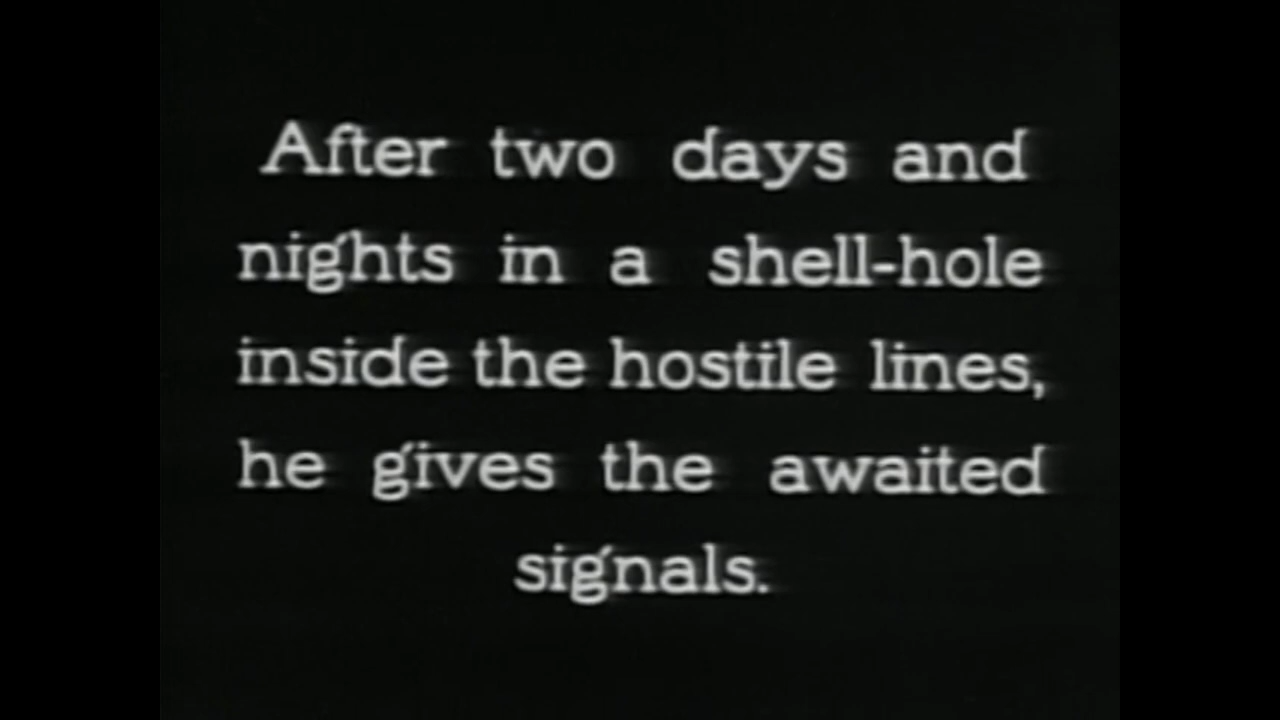 After two days and
nights in a shell-hole
inside the hostile lines,
he gives the awaited
signals.